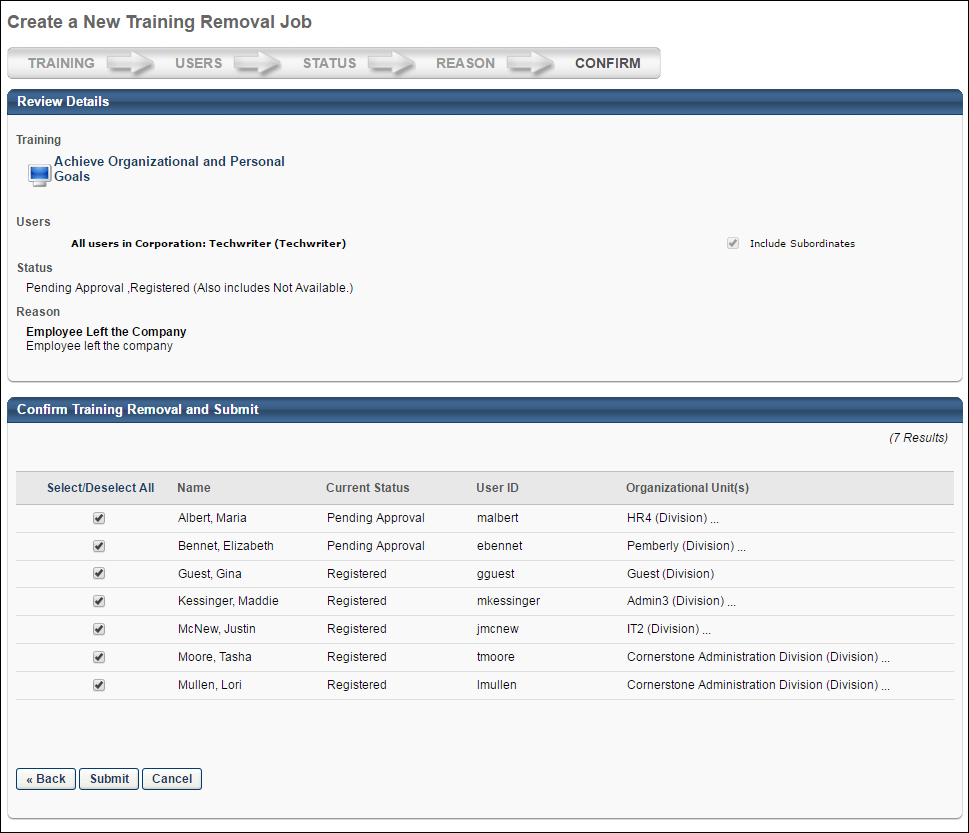 Create a New Training Removal Job
TRAINING USERS STATUS REASON CONFIRM
Review Details
Training
Achieve Organizational and Personal
Goals
Users
All users in Corporation: Techwriter (Techwriter) Include Subordinates
Status
Pending Approval ,Registered (Also includes Not Available.)
Reason
Employee Left the Company
Employee left the company
Confirm Training Removal and Submit
(7 Results)
Select/Deselect All Name Current Status User ID Organizational Unit(s)
Albert, Maria Pending Approval malbert HR4 (Division) ...
Bennet, Elizabeth Pending Approval ebennet Pemberly (Division) ...
Guest, Gina Registered gguest Guest (Division)
Kessinger, Maddie Registered mkessinger Admin3 (Division) ...
McNew, Justin Registered jmcnew IT2 (Division) ...
Moore, Tasha Registered tmoore Cornerstone Administration Division (Division) ...
Mullen, Lori Registered lmullen Cornerstone Administration Division (Division) ...
« Back Submit Cancel